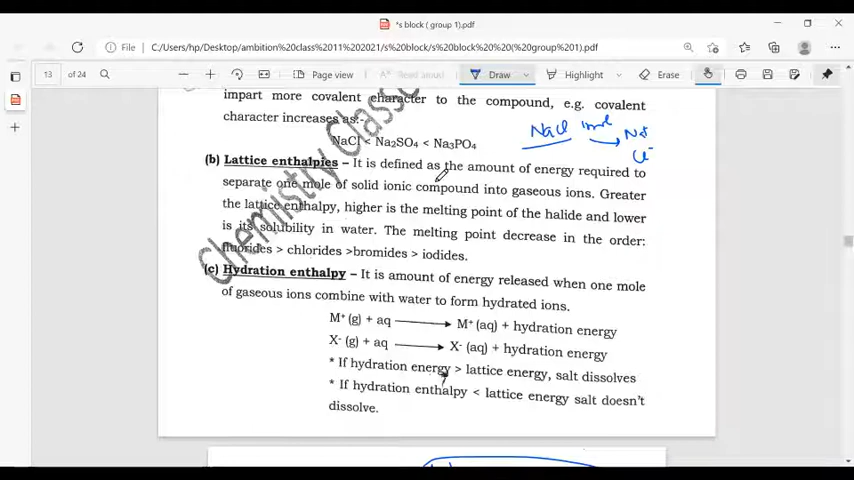 *s block ( group 1).pdf
File
C:/Users/hp/Desktop/ambition%20class%2011%202021/s%20block/s%20block%20%20(%20group%201).pdf
13 of 24
Page view
Read aloud
Draw
Highlight
Erase
impart more covalent character to the compound, e.g. covalent
character increases as:-
NaCl < Na₂SO₄ < Na₃PO₄
NaCl 1mol → Na⁺
Cl⁻
(b) Lattice enthalpies – It is defined as the amount of energy required to
separate one mole of solid ionic compound into gaseous ions. Greater
the lattice enthalpy, higher is the melting point of the halide and lower
is its solubility in water. The melting point decrease in the order:
fluorides > chlorides >bromides > iodides.
(c) Hydration enthalpy – It is amount of energy released when one mole
of gaseous ions combine with water to form hydrated ions.
M⁺ (g) + aq → M⁺ (aq) + hydration energy
X⁻ (g) + aq → X⁻ (aq) + hydration energy
* If hydration energy > lattice energy, salt dissolves
* If hydration enthalpy < lattice energy salt doesn't
dissolve.
Chemistry Classe